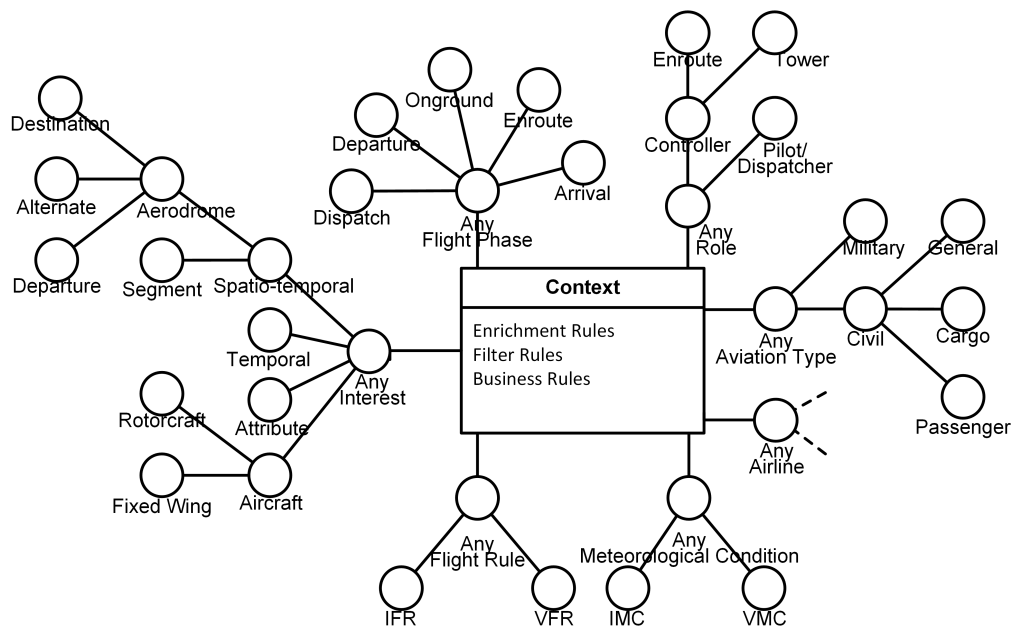 Enroute
Tower
Destination
Onground
Enroute
Departure
Controller
Pilot/
Dispatcher
Alternate
Aerodrome
Dispatch
Arrival
Any
Flight Phase
Any
Role
Military
General
Departure
Segment
Spatio-temporal
Context
Enrichment Rules
Filter Rules
Business Rules
Any
Aviation Type
Civil
Cargo
Temporal
Any
Interest
Rotorcraft
Attribute
Passenger
Any
Airline
Fixed Wing
Aircraft
Any
Flight Rule
Any
Meteorological Condition
IFR
VFR
IMC
VMC